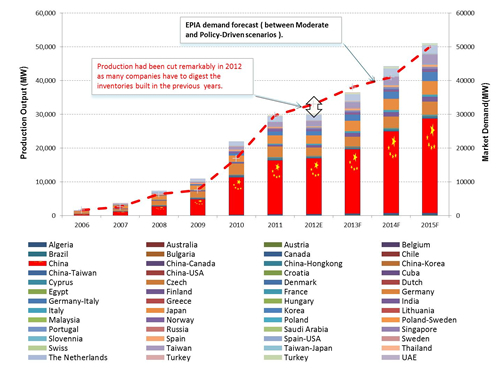 EPIA demand forecast ( between Moderate
and Policy-Driven scenarios ).
Production had been cut remarkably in 2012
as many companies have to digest the
inventories built in the previous years.
Production Output (MW)
Market Demand(MW)
60,000 60000
50,000 50000
40,000 40000
30,000 30000
20,000 20000
10,000 10000
0 0
2006 2007 2008 2009 2010 2011 2012E 2013F 2014F 2015F
Algeria Australia Austria Belgium
Brazil Bulgaria Canada Chile
China China-Canada China-Hongkong China-Korea
China-Taiwan China-USA Croatia Cuba
Cyprus Czech Denmark Dutch
Egypt Finland France Germany
Germany-Italy Greece Hungary India
Italy Japan Korea Lithuania
Malaysia Norway Poland Poland-Sweden
Portugal Russia Saudi Arabia Singapore
Slovennia Spain Spain-USA Sweden
Swiss Taiwan Taiwan-Japan Thailand
The Netherlands Turkey Turkey UAE